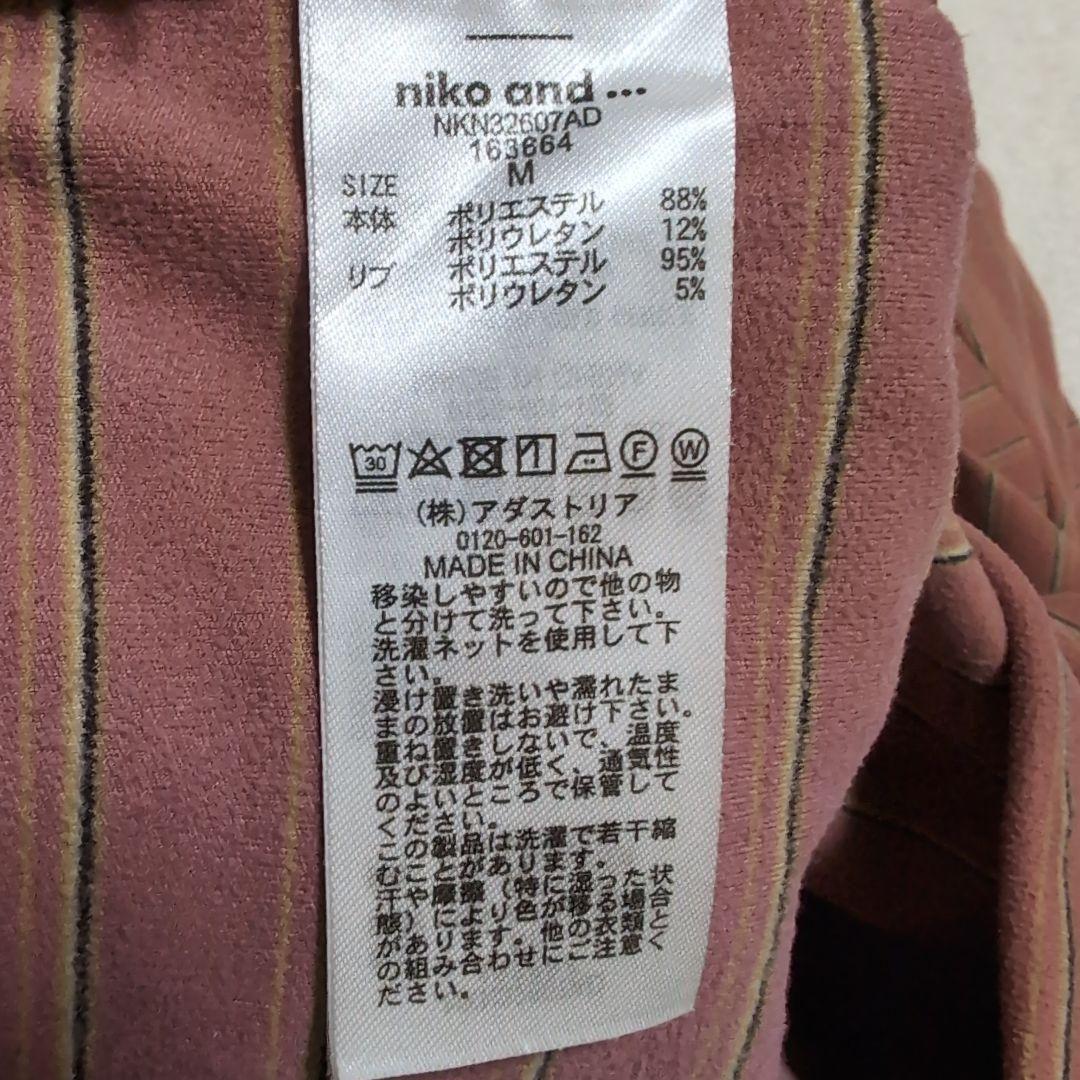 niko and ...
NKN32607AD
163664
SIZE M
本体 ポリエステル 88%
ポリウレタン 12%
リブ ポリエステル 95%
ポリウレタン 5%
30 F W
(株)アダストリア
0120-601-162
MADE IN CHINA
移染しやすいので他の物
と分けて洗って下さい。
洗濯ネットを使用して下
さい。
浸け置き洗いや濡れたま
まの放置はお避け下さい。
重ね置きしないで、温度
及び湿度が低く、通気性
のよいところで保管して
ください。
この製品は洗濯で若干縮
むことがあります。
汗や摩擦(特に湿った状
態)によりすが移る場合
があります。他の衣類と
の組み合わせにご注意く
ださい。